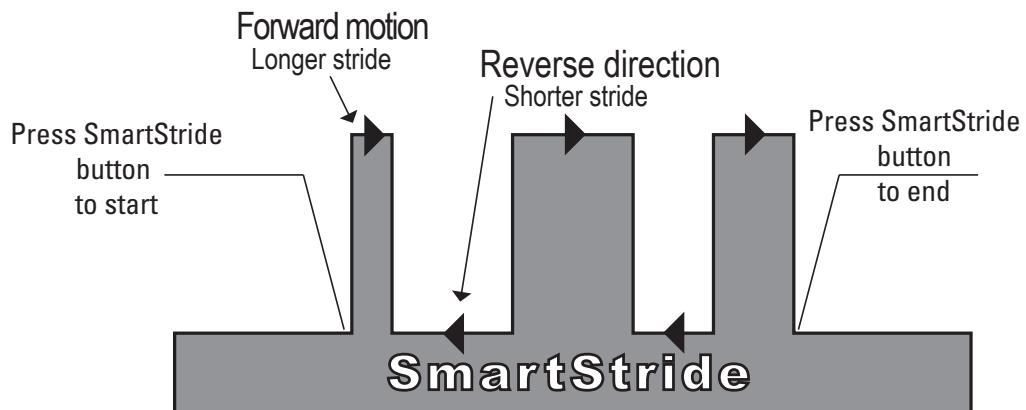 Forward motion
Longer stride
Reverse direction
Shorter stride
Press SmartStride
button
to start
Press SmartStride
button
to end
SmartStride